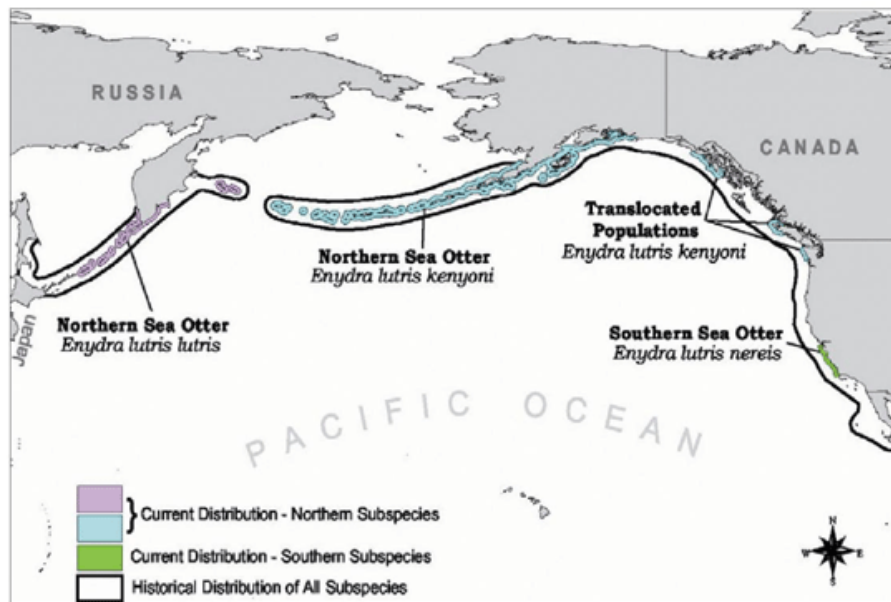 RUSSIA
CANADA
Translocated
Populations
Enydra lutris kenyoni
Northern Sea Otter
Enydra lutris kenyoni
Northern Sea Otter
Enydra lutris lutris
Japan
Southern Sea Otter
Enydra lutris nereis
PACIFIC OCEAN
Current Distribution - Northern Subspecies
Current Distribution - Southern Subspecies
Historical Distribution of All Subspecies
N
W E
S